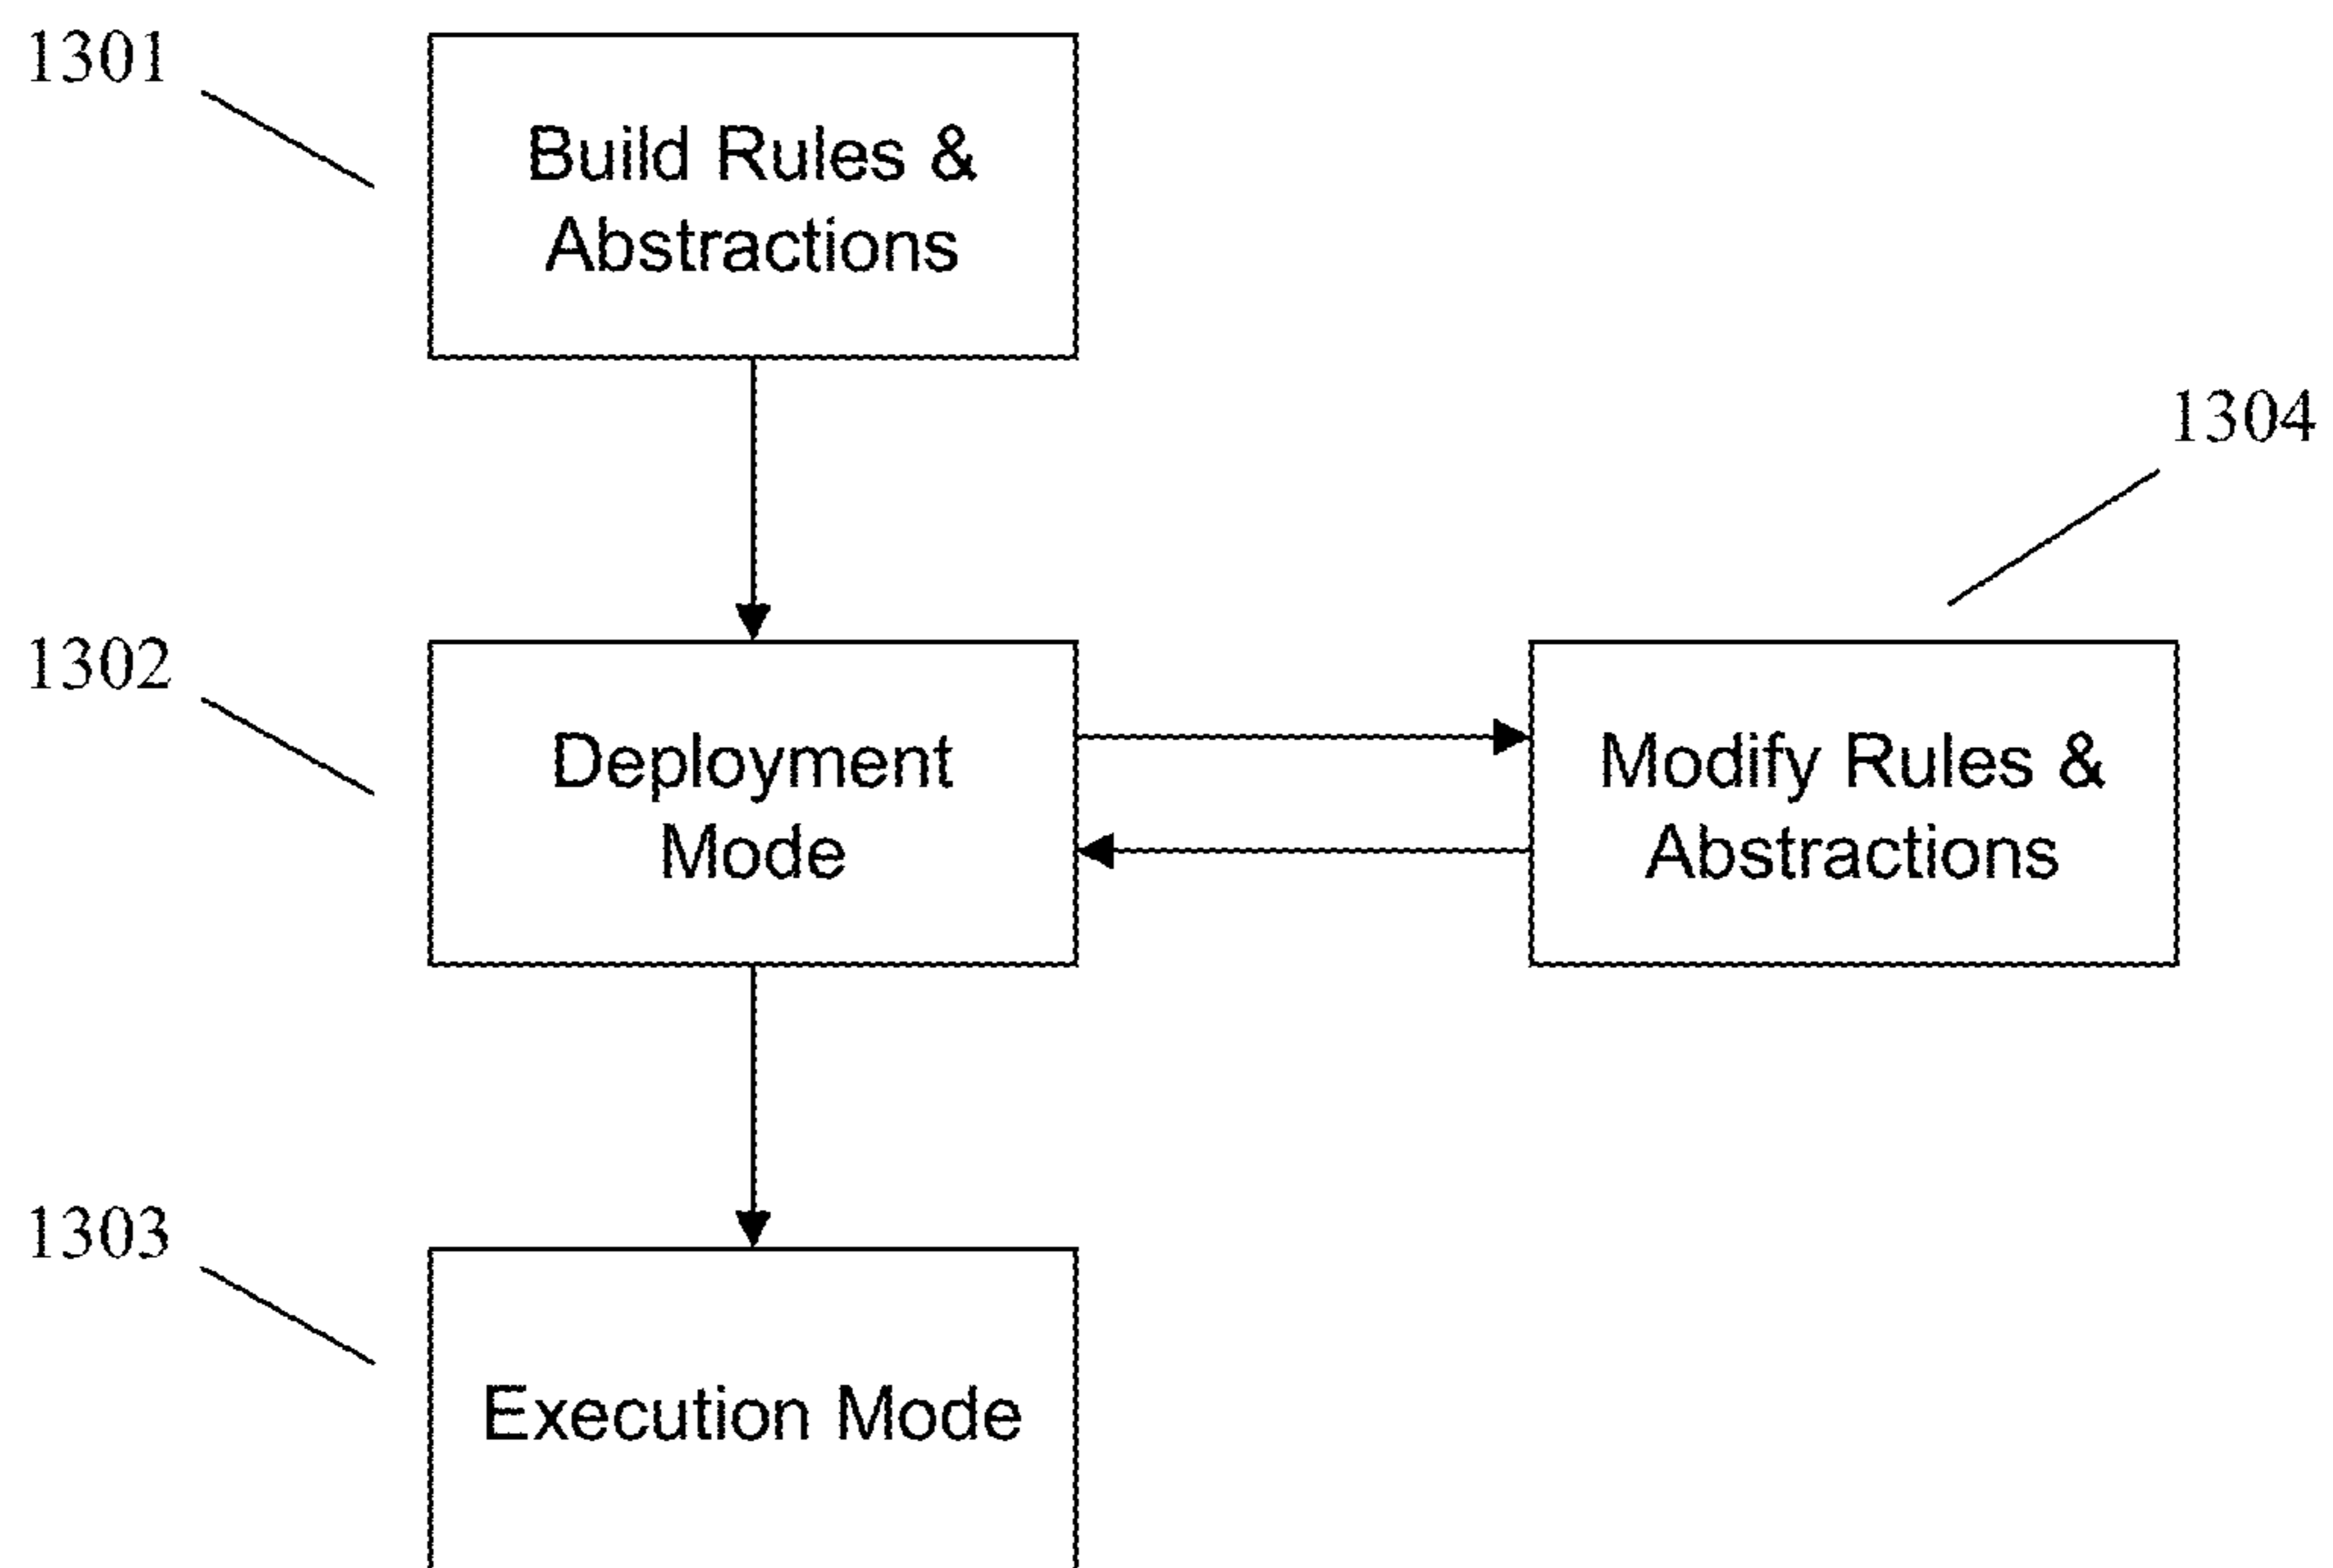 1301
Build Rules &
Abstractions
1304
1302
Deployment
Mode
Modify Rules &
Abstractions
1303
Execution Mode